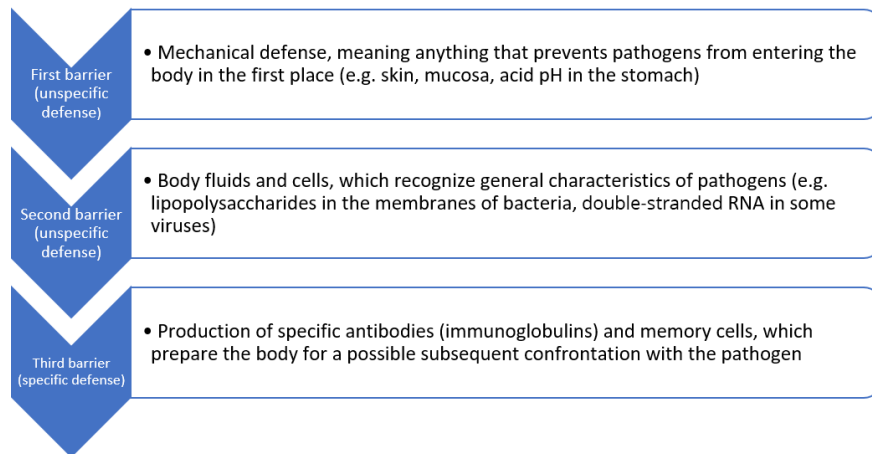 First barrier
(unspecific
defense)
• Mechanical defense, meaning anything that prevents pathogens from entering the
body in the first place (e.g. skin, mucosa, acid pH in the stomach)
Second barrier
(unspecific
defense)
• Body fluids and cells, which recognize general characteristics of pathogens (e.g.
lipopolysaccharides in the membranes of bacteria, double-stranded RNA in some
viruses)
Third barrier
(specific defense)
• Production of specific antibodies (immunoglobulins) and memory cells, which
prepare the body for a possible subsequent confrontation with the pathogen